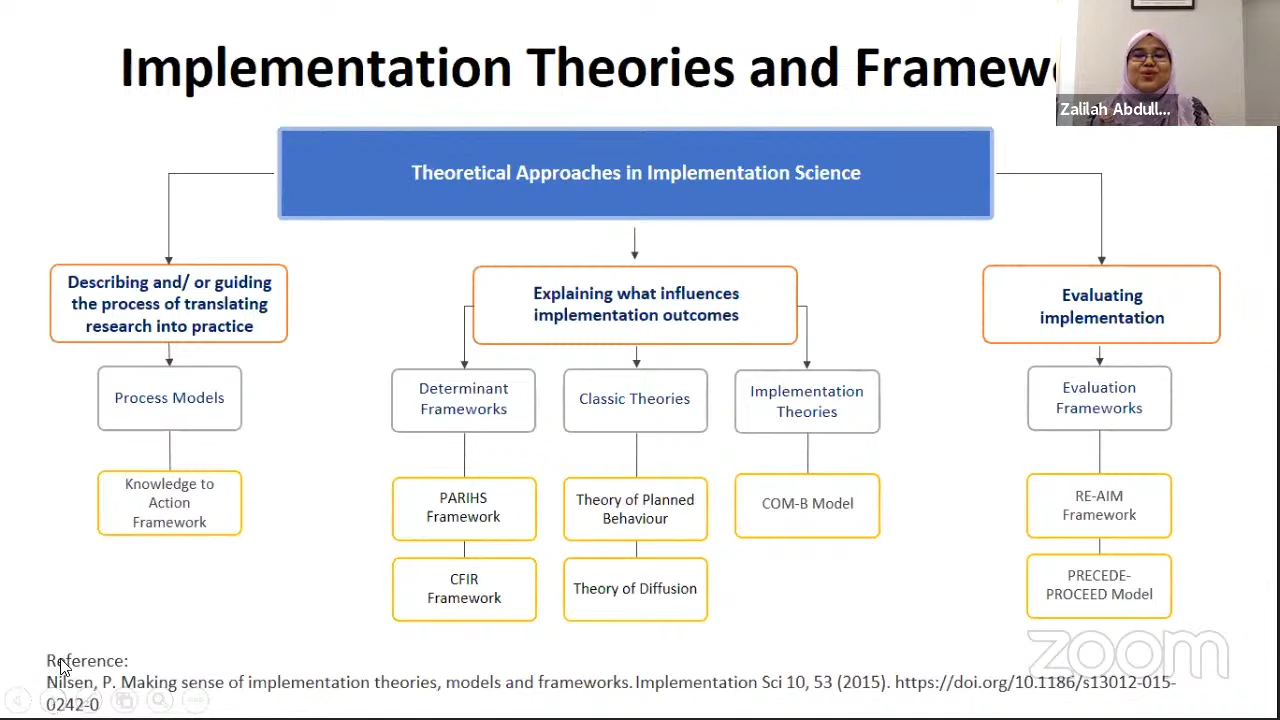 Implementation Theories and Framew
Zalilah Abdull...
Theoretical Approaches in Implementation Science
Describing and/ or guiding
the process of translating
research into practice
Explaining what influences
implementation outcomes
Evaluating
implementation
Process Models
Determinant
Frameworks
Classic Theories
Implementation
Theories
Evaluation
Frameworks
Knowledge to
Action
Framework
PARIHS
Framework
Theory of Planned
Behaviour
COM-B Model
RE-AIM
Framework
CFIR
Framework
Theory of Diffusion
PRECEDE-
PROCEED Model
zoom
Reference:
Nilsen, P. Making sense of implementation theories, models and frameworks. Implementation Sci 10, 53 (2015). https://doi.org/10.1186/s13012-015-
0242-0